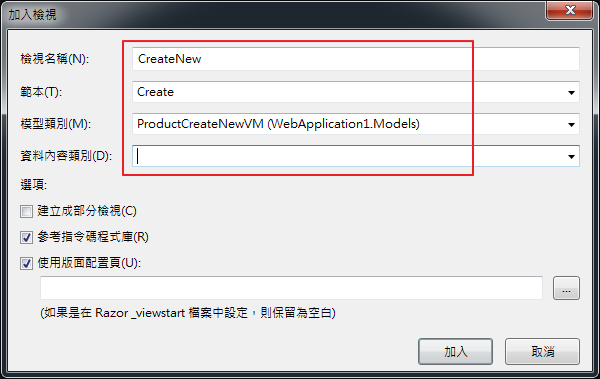 加入檢視
檢視名稱(N): CreateNew
範本(T): Create
模型類別(M): ProductCreateNewVM (WebApplication1.Models)
資料內容類別(D):
選項:
建立成部分檢視(C)
參考指令碼程式庫(R)
使用版面配置頁(U):
...
(如果是在 Razor _viewstart 檔案中設定，則保留為空白)
加入 取消